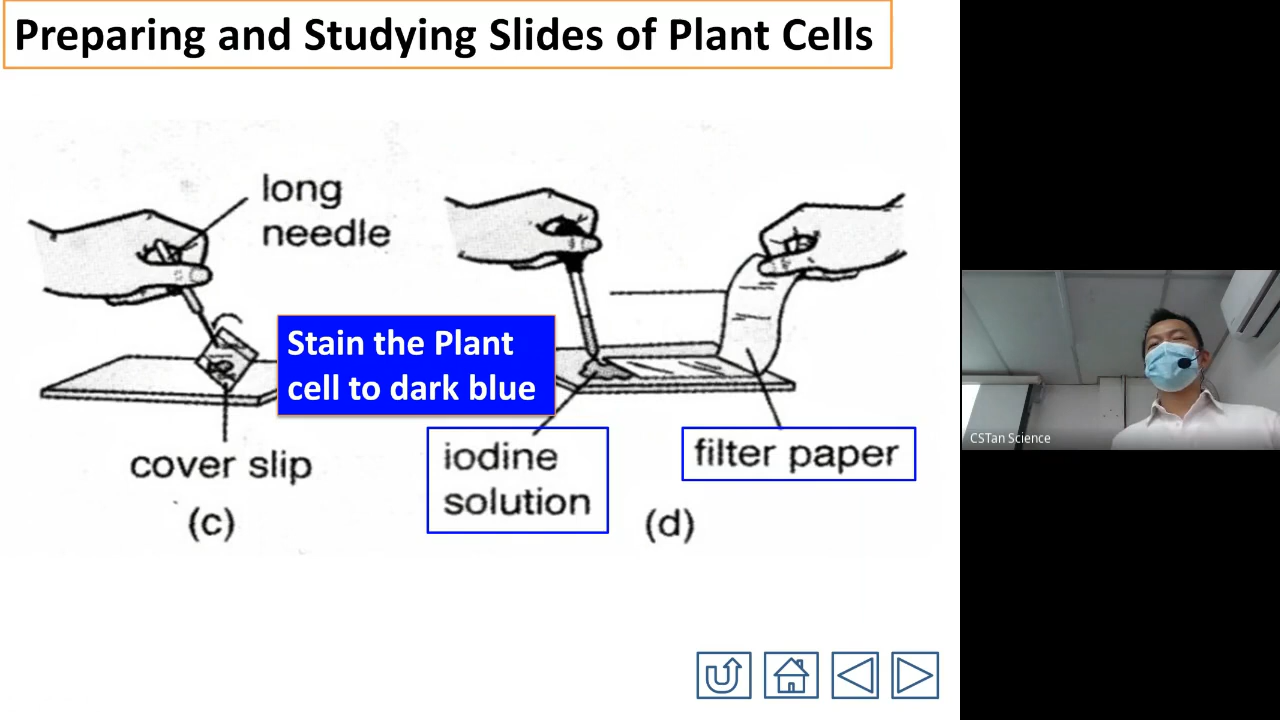 Preparing and Studying Slides of Plant Cells
long
needle
Stain the Plant
cell to dark blue
cover slip
(c)
iodine
solution
filter paper
(d)
CSTan Science